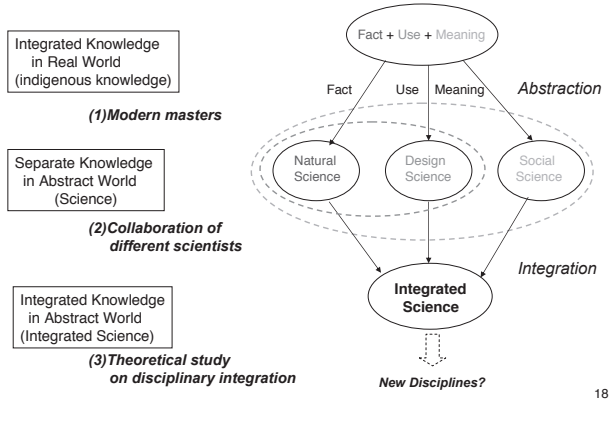 Integrated Knowledge
in Real World
(indigenous knowledge)
(1)Modern masters
Separate Knowledge
in Abstract World
(Science)
(2)Collaboration of
different scientists
Integrated Knowledge
in Abstract World
(Integrated Science)
(3)Theoretical study
on disciplinary integration
Fact + Use + Meaning
Fact
Use
Meaning
Abstraction
Natural
Science
Design
Science
Social
Science
Integration
Integrated
Science
New Disciplines?
18